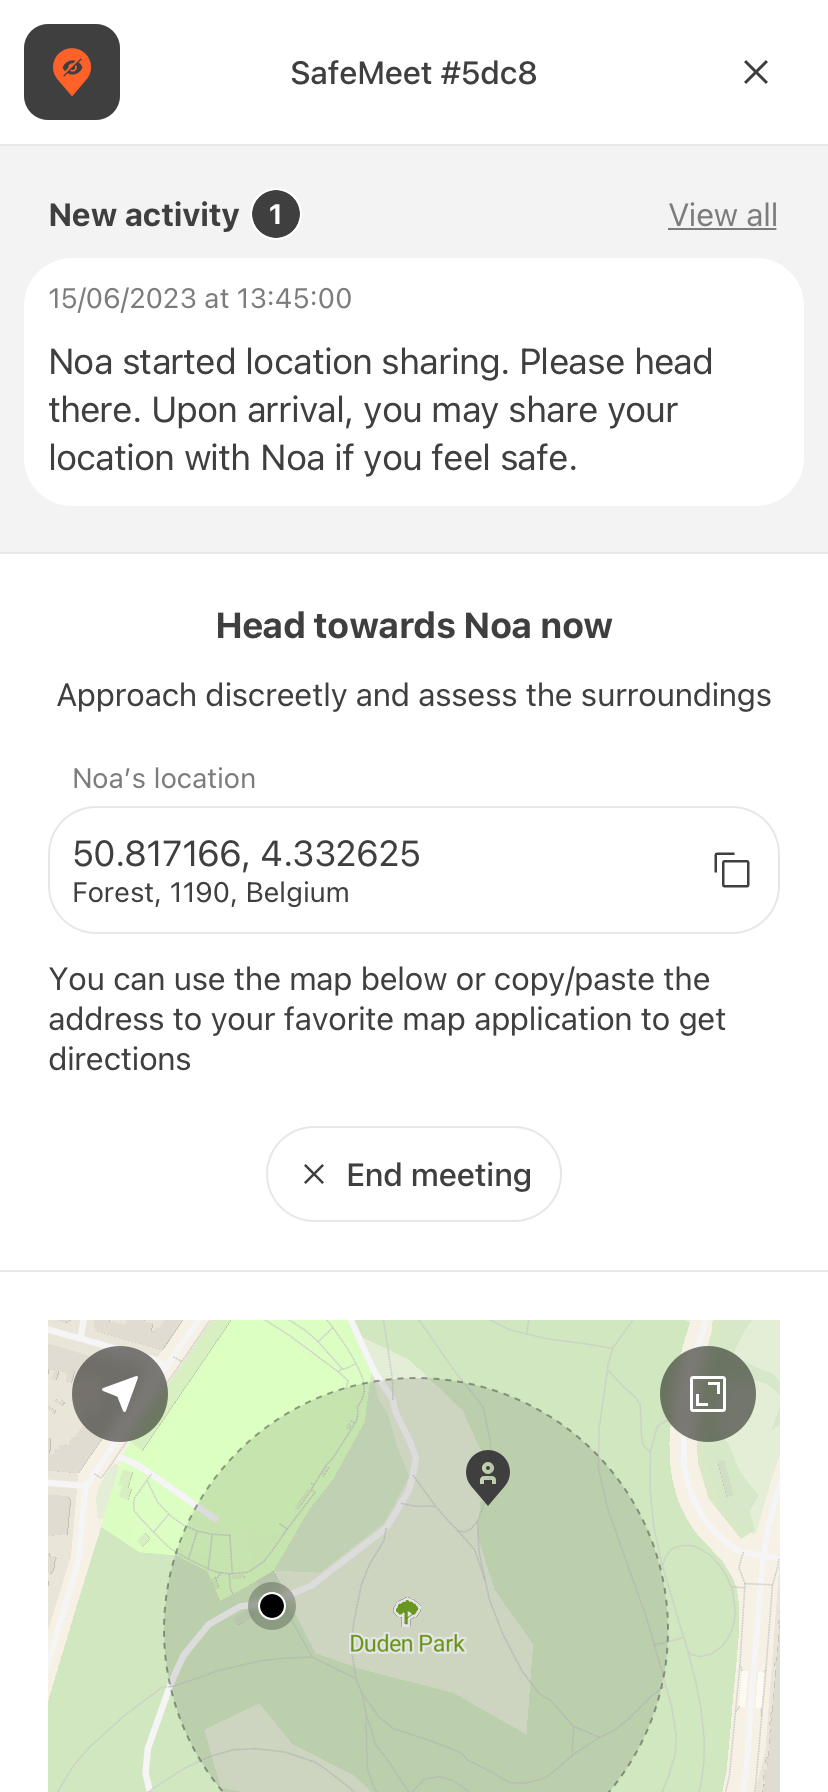 SafeMeet #5dc8
New activity 1
View all
15/06/2023 at 13:45:00
Noa started location sharing. Please head
there. Upon arrival, you may share your
location with Noa if you feel safe.
Head towards Noa now
Approach discreetly and assess the surroundings
Noa’s location
50.817166, 4.332625
Forest, 1190, Belgium
You can use the map below or copy/paste the
address to your favorite map application to get
directions
End meeting
Duden Park